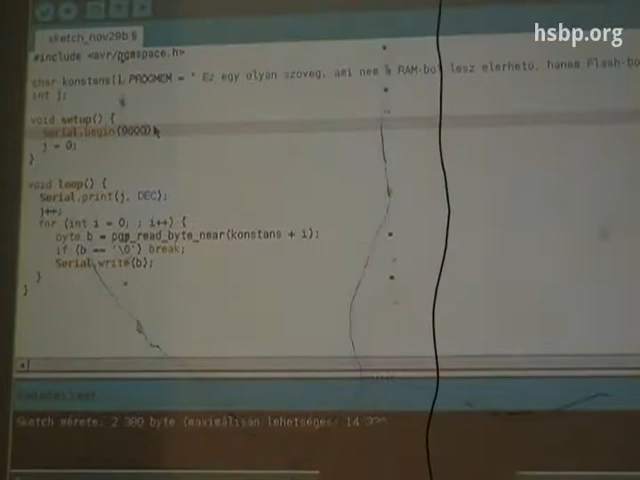 hsbp.org
sketch_nov29b §
#include <avr/pgmspace.h>
char konstans[] PROGMEM = " Ez egy olyan szoveg, ami nem a RAM-bol lesz elerheto, hanem Flash-bo
int j;
void setup() {
Serial.begin(9600);
j = 0;
}
void loop() {
Serial.print(j, DEC);
j++;
for (int i = 0; ; i++) {
byte b = pgm_read_byte_near(konstans + i);
if (b == '\0') break;
Serial.write(b);
}
}
Sketch mérete: 2 380 byte (maximálisan lehetséges: 14 33